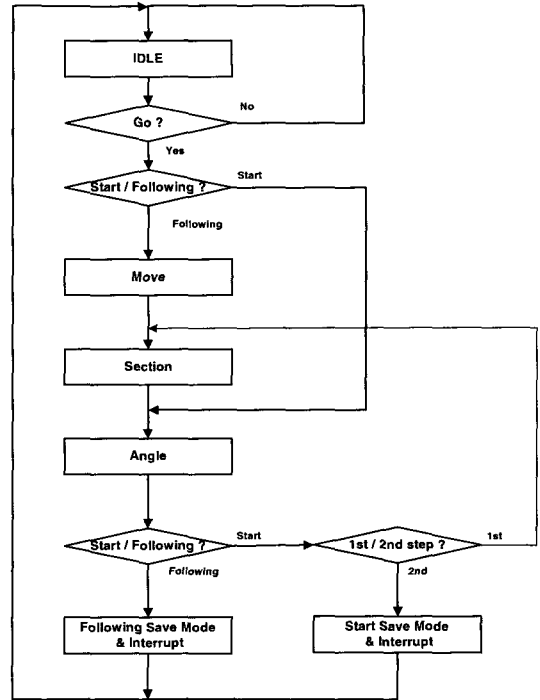 IDLE
Go ?
No
Yes
Start / Following ?
Start
Following
Move
Section
Angle
Start / Following ?
Start
Following
1st / 2nd step ?
1st
2nd
Following Save Mode
& Interrupt
Start Save Mode
& Interrupt